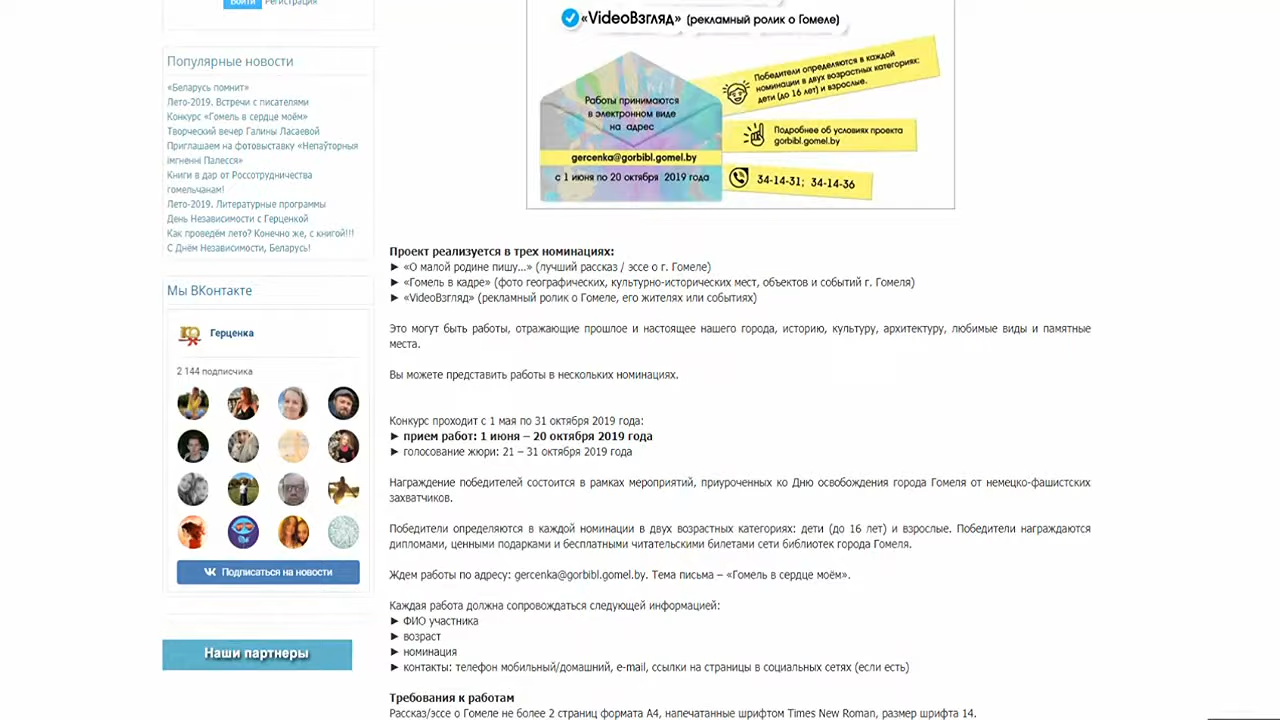 Войти Регистрация
Популярные новости
«Беларусь помнит»
Лето-2019. Встречи с писателями
Конкурс «Гомель в сердце моём»
Творческий вечер Галины Ласаевой
Приглашаем на фотовыставку «Непаўторныя
імгненні Палесся»
Книги в дар от Россотрудничества
гомельчанам!
Лето-2019. Литературные программы
День Независимости с Герценкой
Как проведём лето? Конечно же, с книгой!!!
С Днём Независимости, Беларусь!
Мы ВКонтакте
Герценка
2 144 подписчика
Подписаться на новости
Наши партнеры
«VideoВзгляд» (рекламный ролик о Гомеле)
Работы принимаются
в электронном виде
на адрес
gercenka@gorbibl.gomel.by
с 1 июня по 20 октября 2019 года
Победители определяются в каждой
номинации в двух возрастных категориях:
дети (до 16 лет) и взрослые.
Подробнее об условиях проекта
gorbibl.gomel.by
34-14-31; 34-14-36
Проект реализуется в трех номинациях:
► «О малой родине пишу...» (лучший рассказ / эссе о г. Гомеле)
► «Гомель в кадре» (фото географических, культурно-исторических мест, объектов и событий г. Гомеля)
► «VideoВзгляд» (рекламный ролик о Гомеле, его жителях или событиях)
Это могут быть работы, отражающие прошлое и настоящее нашего города, историю, культуру, архитектуру, любимые виды и памятные
места.
Вы можете представить работы в нескольких номинациях.
Конкурс проходит с 1 мая по 31 октября 2019 года:
► прием работ: 1 июня – 20 октября 2019 года
► голосование жюри: 21 – 31 октября 2019 года
Награждение победителей состоится в рамках мероприятий, приуроченных ко Дню освобождения города Гомеля от немецко-фашистских
захватчиков.
Победители определяются в каждой номинации в двух возрастных категориях: дети (до 16 лет) и взрослые. Победители награждаются
дипломами, ценными подарками и бесплатными читательскими билетами сети библиотек города Гомеля.
Ждем работы по адресу: gercenka@gorbibl.gomel.by. Тема письма – «Гомель в сердце моём».
Каждая работа должна сопровождаться следующей информацией:
► ФИО участника
► возраст
► номинация
► контакты: телефон мобильный/домашний, e-mail, ссылки на страницы в социальных сетях (если есть)
Требования к работам
Рассказ/эссе о Гомеле не более 2 страниц формата А4, напечатанные шрифтом Times New Roman, размер шрифта 14.